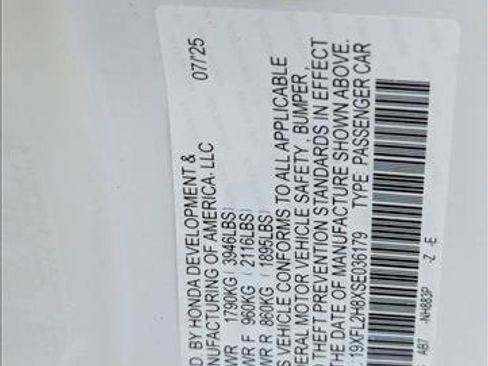 D BY HONDA DEVELOPMENT &
NUFACTURING OF AMERICA, LLC 07/'25
WR 1790KG ( 3946LBS)
WR F 960KG ( 2116LBS)
WR R 860KG ( 1895LBS)
S VEHICLE CONFORMS TO ALL APPLICABLE
ERAL MOTOR VEHICLE SAFETY, BUMPER,
D THEFT PREVENTION STANDARDS IN EFFECT
THE DATE OF MANUFACTURE SHOWN ABOVE.
: 19XFL2H8XSE036179 TYPE: PASSENGER CAR
AB7 -NH883P -Z -E